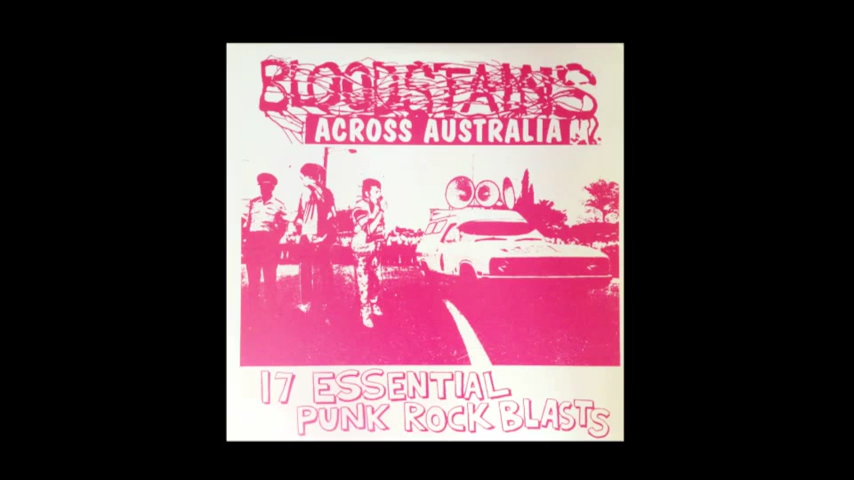 BLOODSTAINS
ACROSS AUSTRALIA
17 ESSENTIAL
PUNK ROCK BLASTS